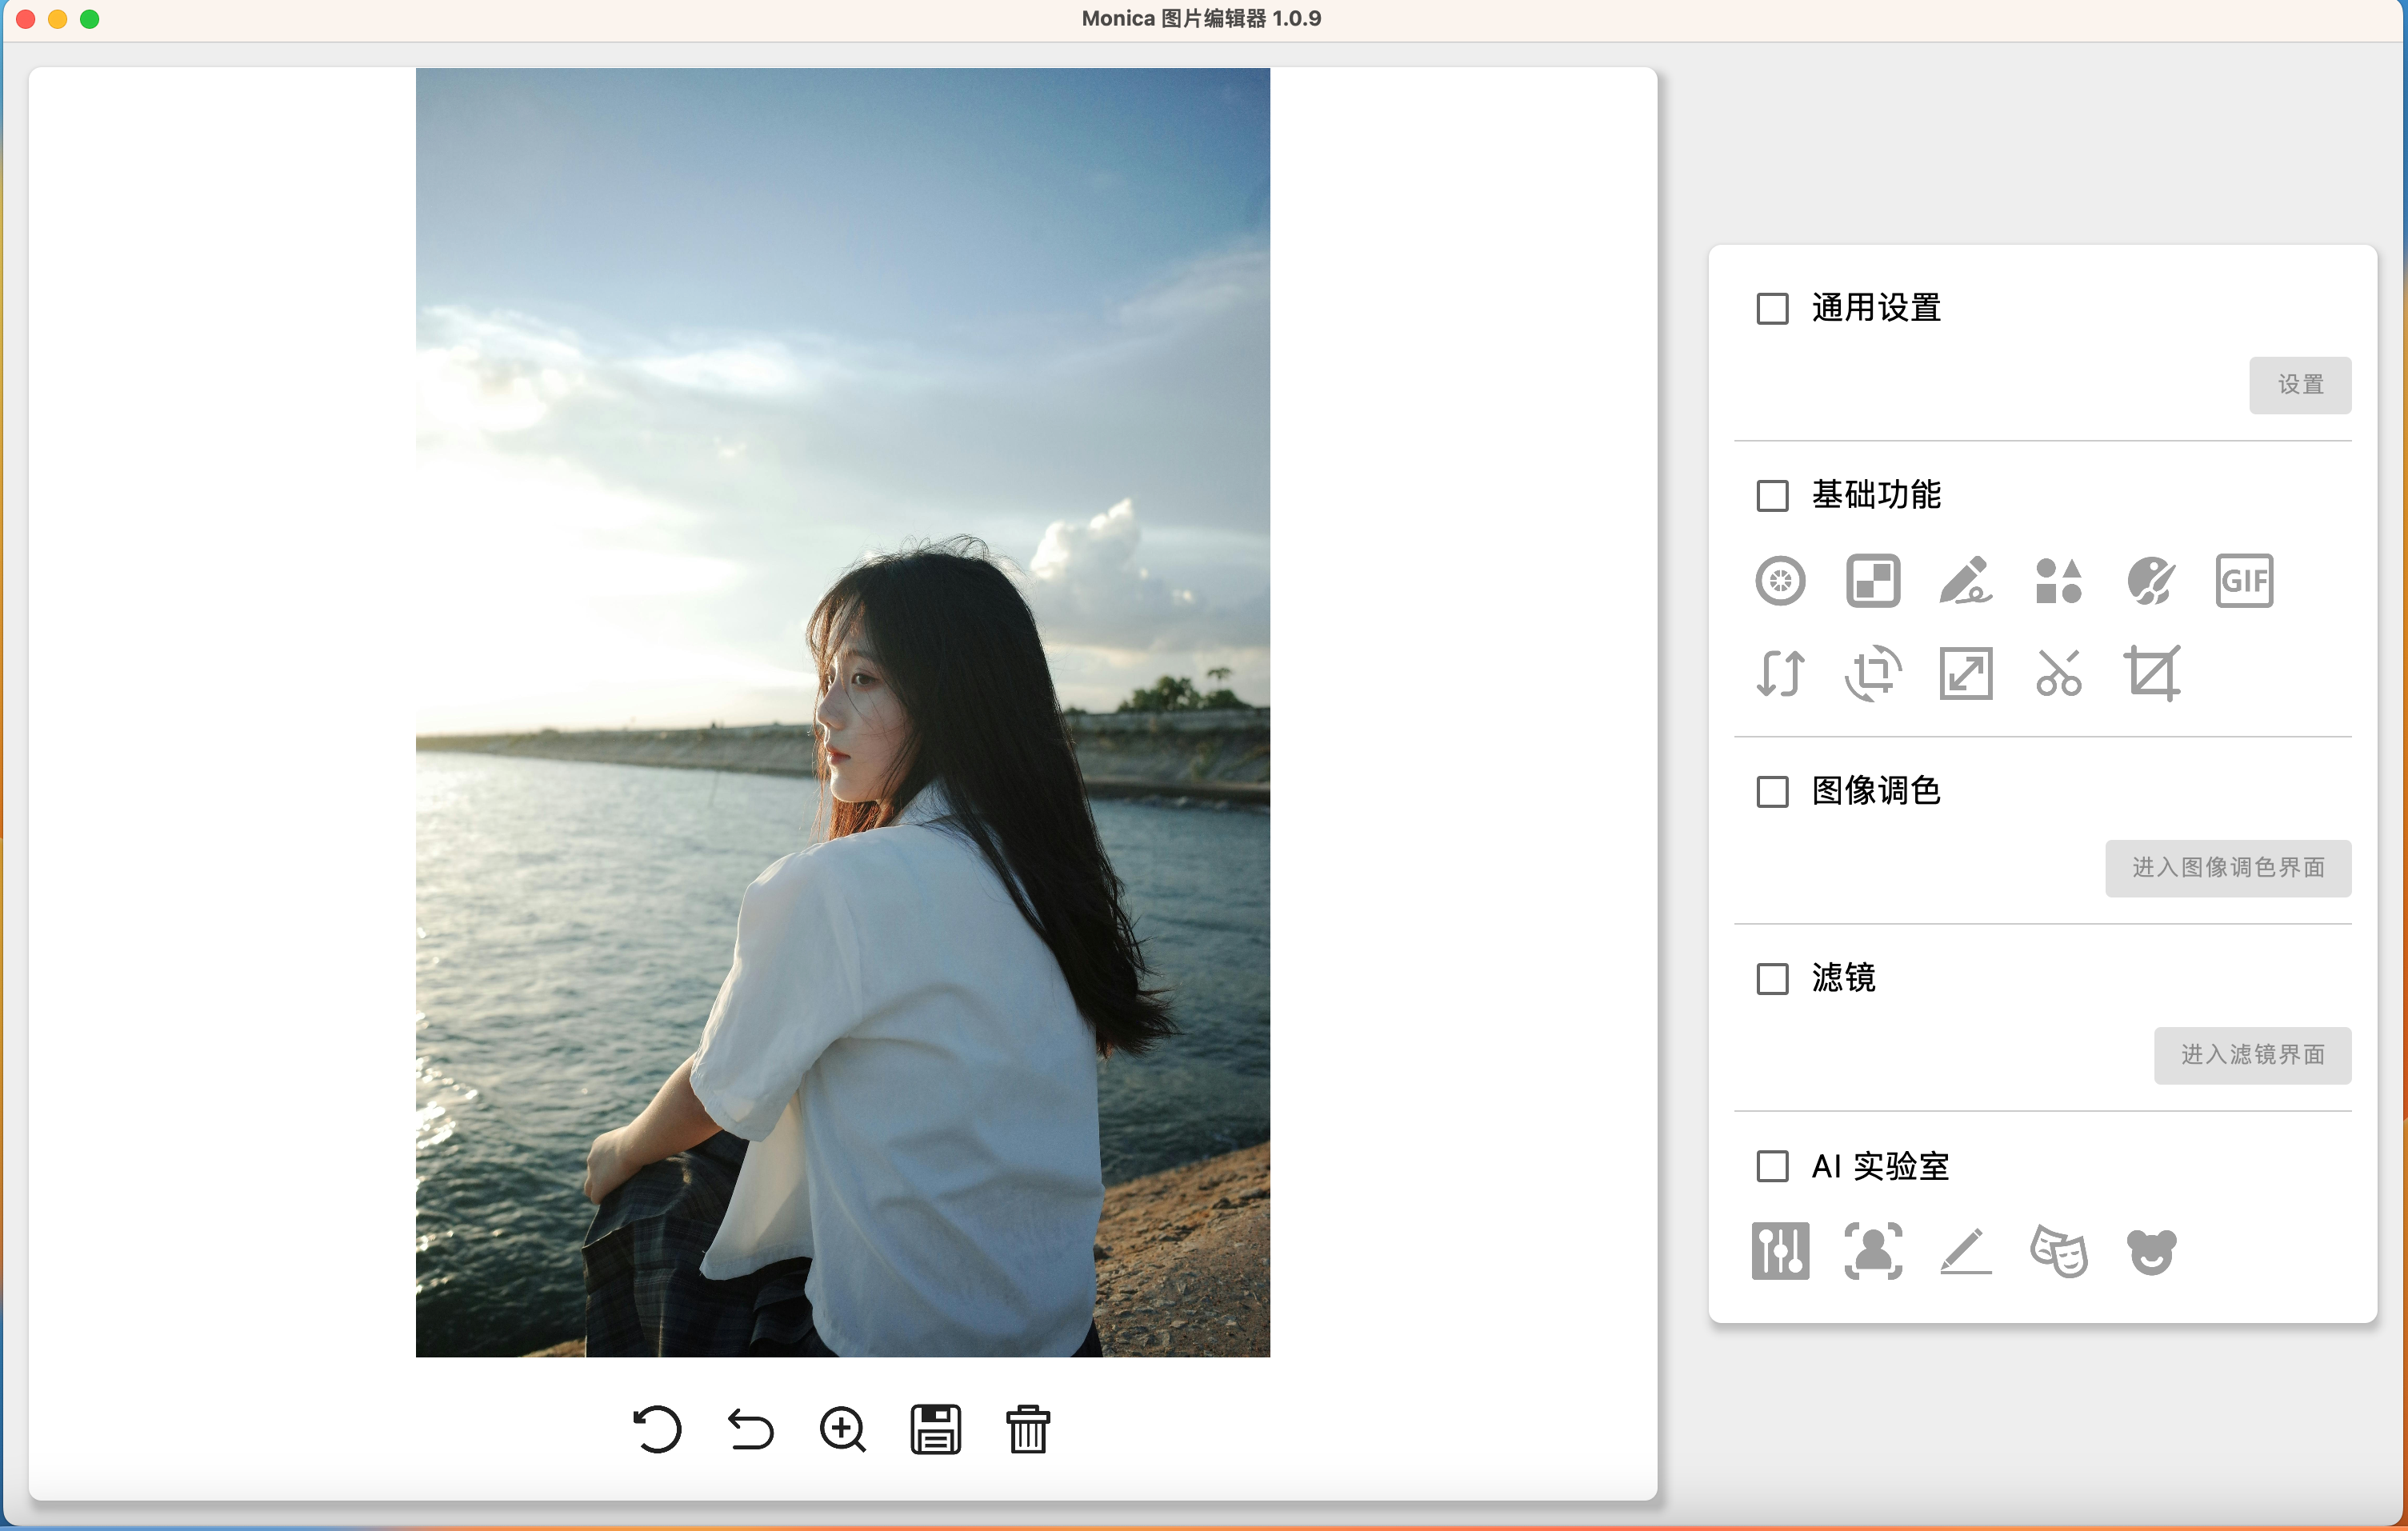 Monica 图片编辑器 1.0.9
通用设置
设置
基础功能
GIF
图像调色
进入图像调色界面
滤镜
进入滤镜界面
AI 实验室